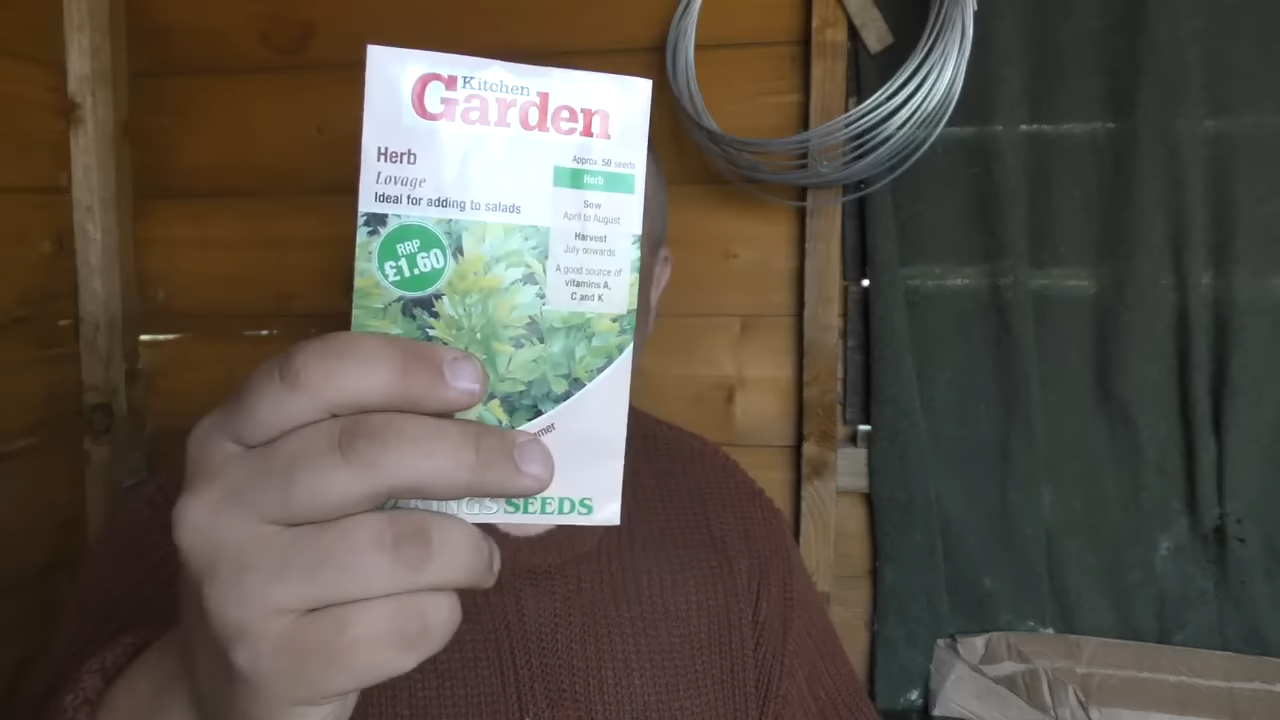 Kitchen
Garden
Herb
Lovage
Ideal for adding to salads
Approx. 50 seeds
Herb
Sow
April to August
Harvest
July onwards
A good source of
vitamins A,
C and K
RRP
£1.60
KINGS SEEDS